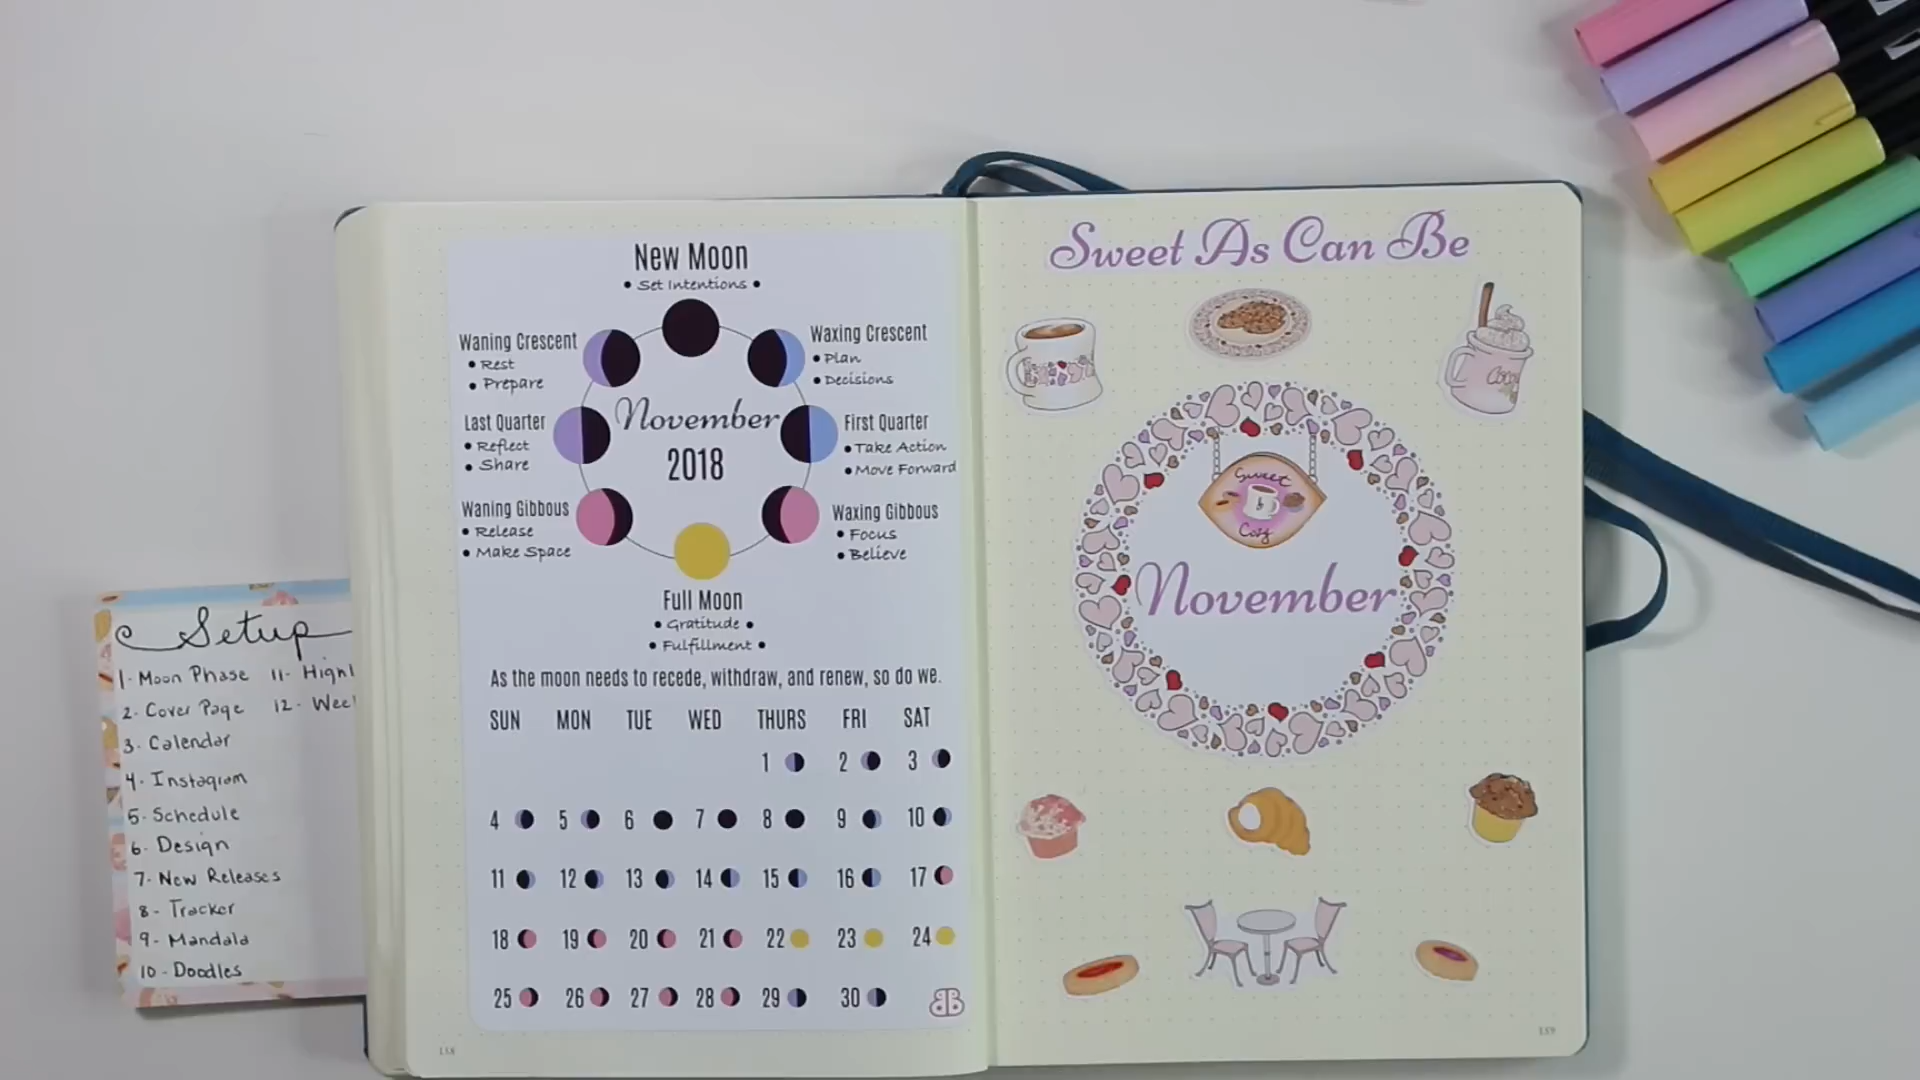 New Moon
• Set Intentions •
Waning Crescent
• Rest
• Prepare
Waxing Crescent
• Plan
• Decisions
Last Quarter
• Reflect
• Share
November
2018
First Quarter
• Take Action
• Move Forward
Waning Gibbous
• Release
• Make Space
Waxing Gibbous
• Focus
• Believe
Full Moon
• Gratitude •
• Fulfillment •
As the moon needs to recede, withdraw, and renew, so do we.
SUN MON TUE WED THURS FRI SAT
1 2 3
4 5 6 7 8 9 10
11 12 13 14 15 16 17
18 19 20 21 22 23 24
25 26 27 28 29 30
BB
158
Sweet As Can Be
Sweet
Cozy
November
159
Setup
1- Moon Phase 11- Highl
2- Cover Page 12- Wee
3- Calendar
4- Instagram
5- Schedule
6- Design
7- New Releases
8- Tracker
9- Mandala
10- Doodles